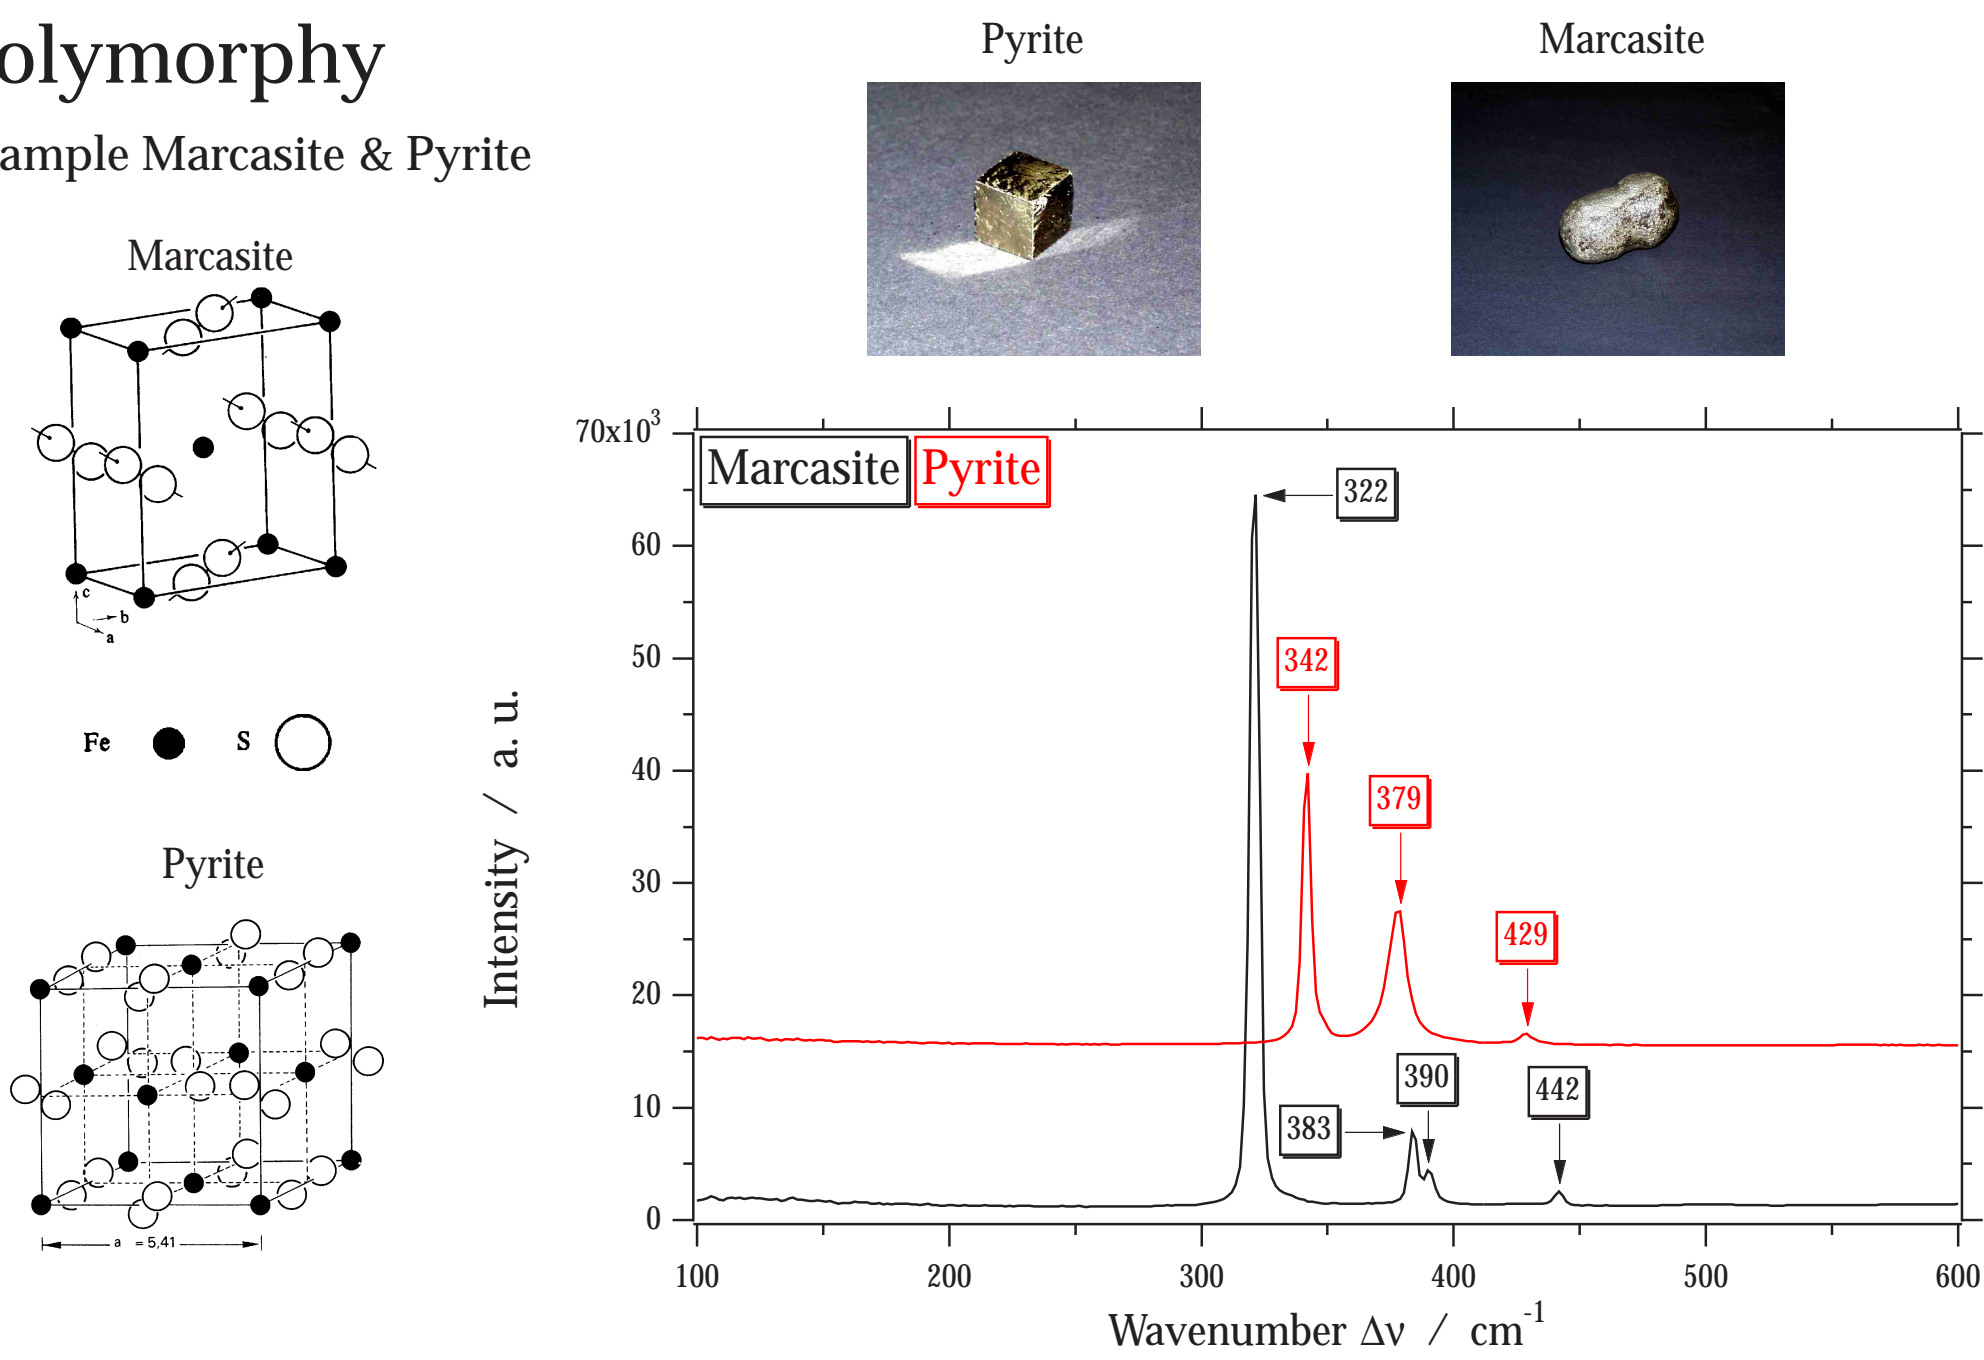 olymorphy
ample Marcasite & Pyrite
Pyrite
Marcasite
Marcasite
c
b
a
Fe
S
Pyrite
a = 5,41
Marcasite
Pyrite
322
342
379
429
383
390
442
70x10³
60
50
40
30
20
10
0
Intensity / a. u.
100 200 300 400 500 600
Wavenumber Δν / cm⁻¹